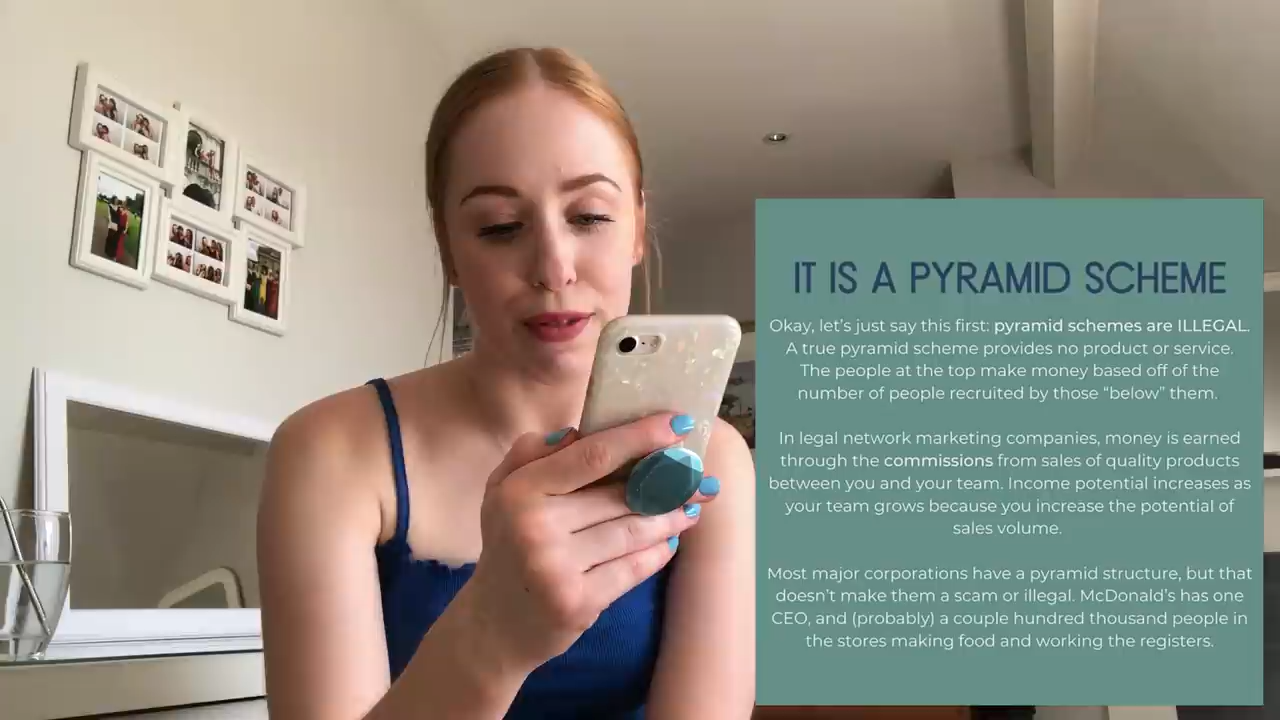 IT IS A PYRAMID SCHEME
Okay, let's just say this first: pyramid schemes are ILLEGAL.
A true pyramid scheme provides no product or service.
The people at the top make money based off of the
number of people recruited by those “below” them.
In legal network marketing companies, money is earned
through the commissions from sales of quality products
between you and your team. Income potential increases as
your team grows because you increase the potential of
sales volume.
Most major corporations have a pyramid structure, but that
doesn't make them a scam or illegal. McDonald's has one
CEO, and (probably) a couple hundred thousand people in
the stores making food and working the registers.